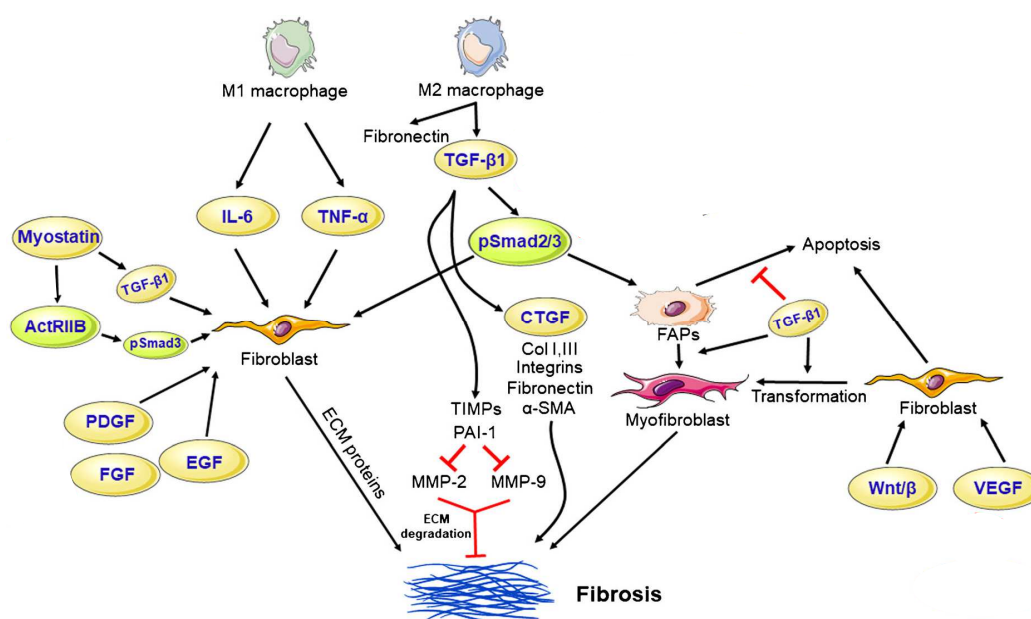 M1 macrophage
M2 macrophage
Fibronectin
TGF-β1
IL-6
TNF-α
Myostatin
pSmad2/3
Apoptosis
TGF-β1
ActRIIB
pSmad3
CTGF
FAPs
TGF-β1
Fibroblast
Col I,III
Integrins
Fibronectin
α-SMA
Myofibroblast
Transformation
Fibroblast
TIMPs
PAI-1
PDGF
FGF
EGF
ECM proteins
MMP-2
MMP-9
Wnt/β
VEGF
ECM
degradation
Fibrosis